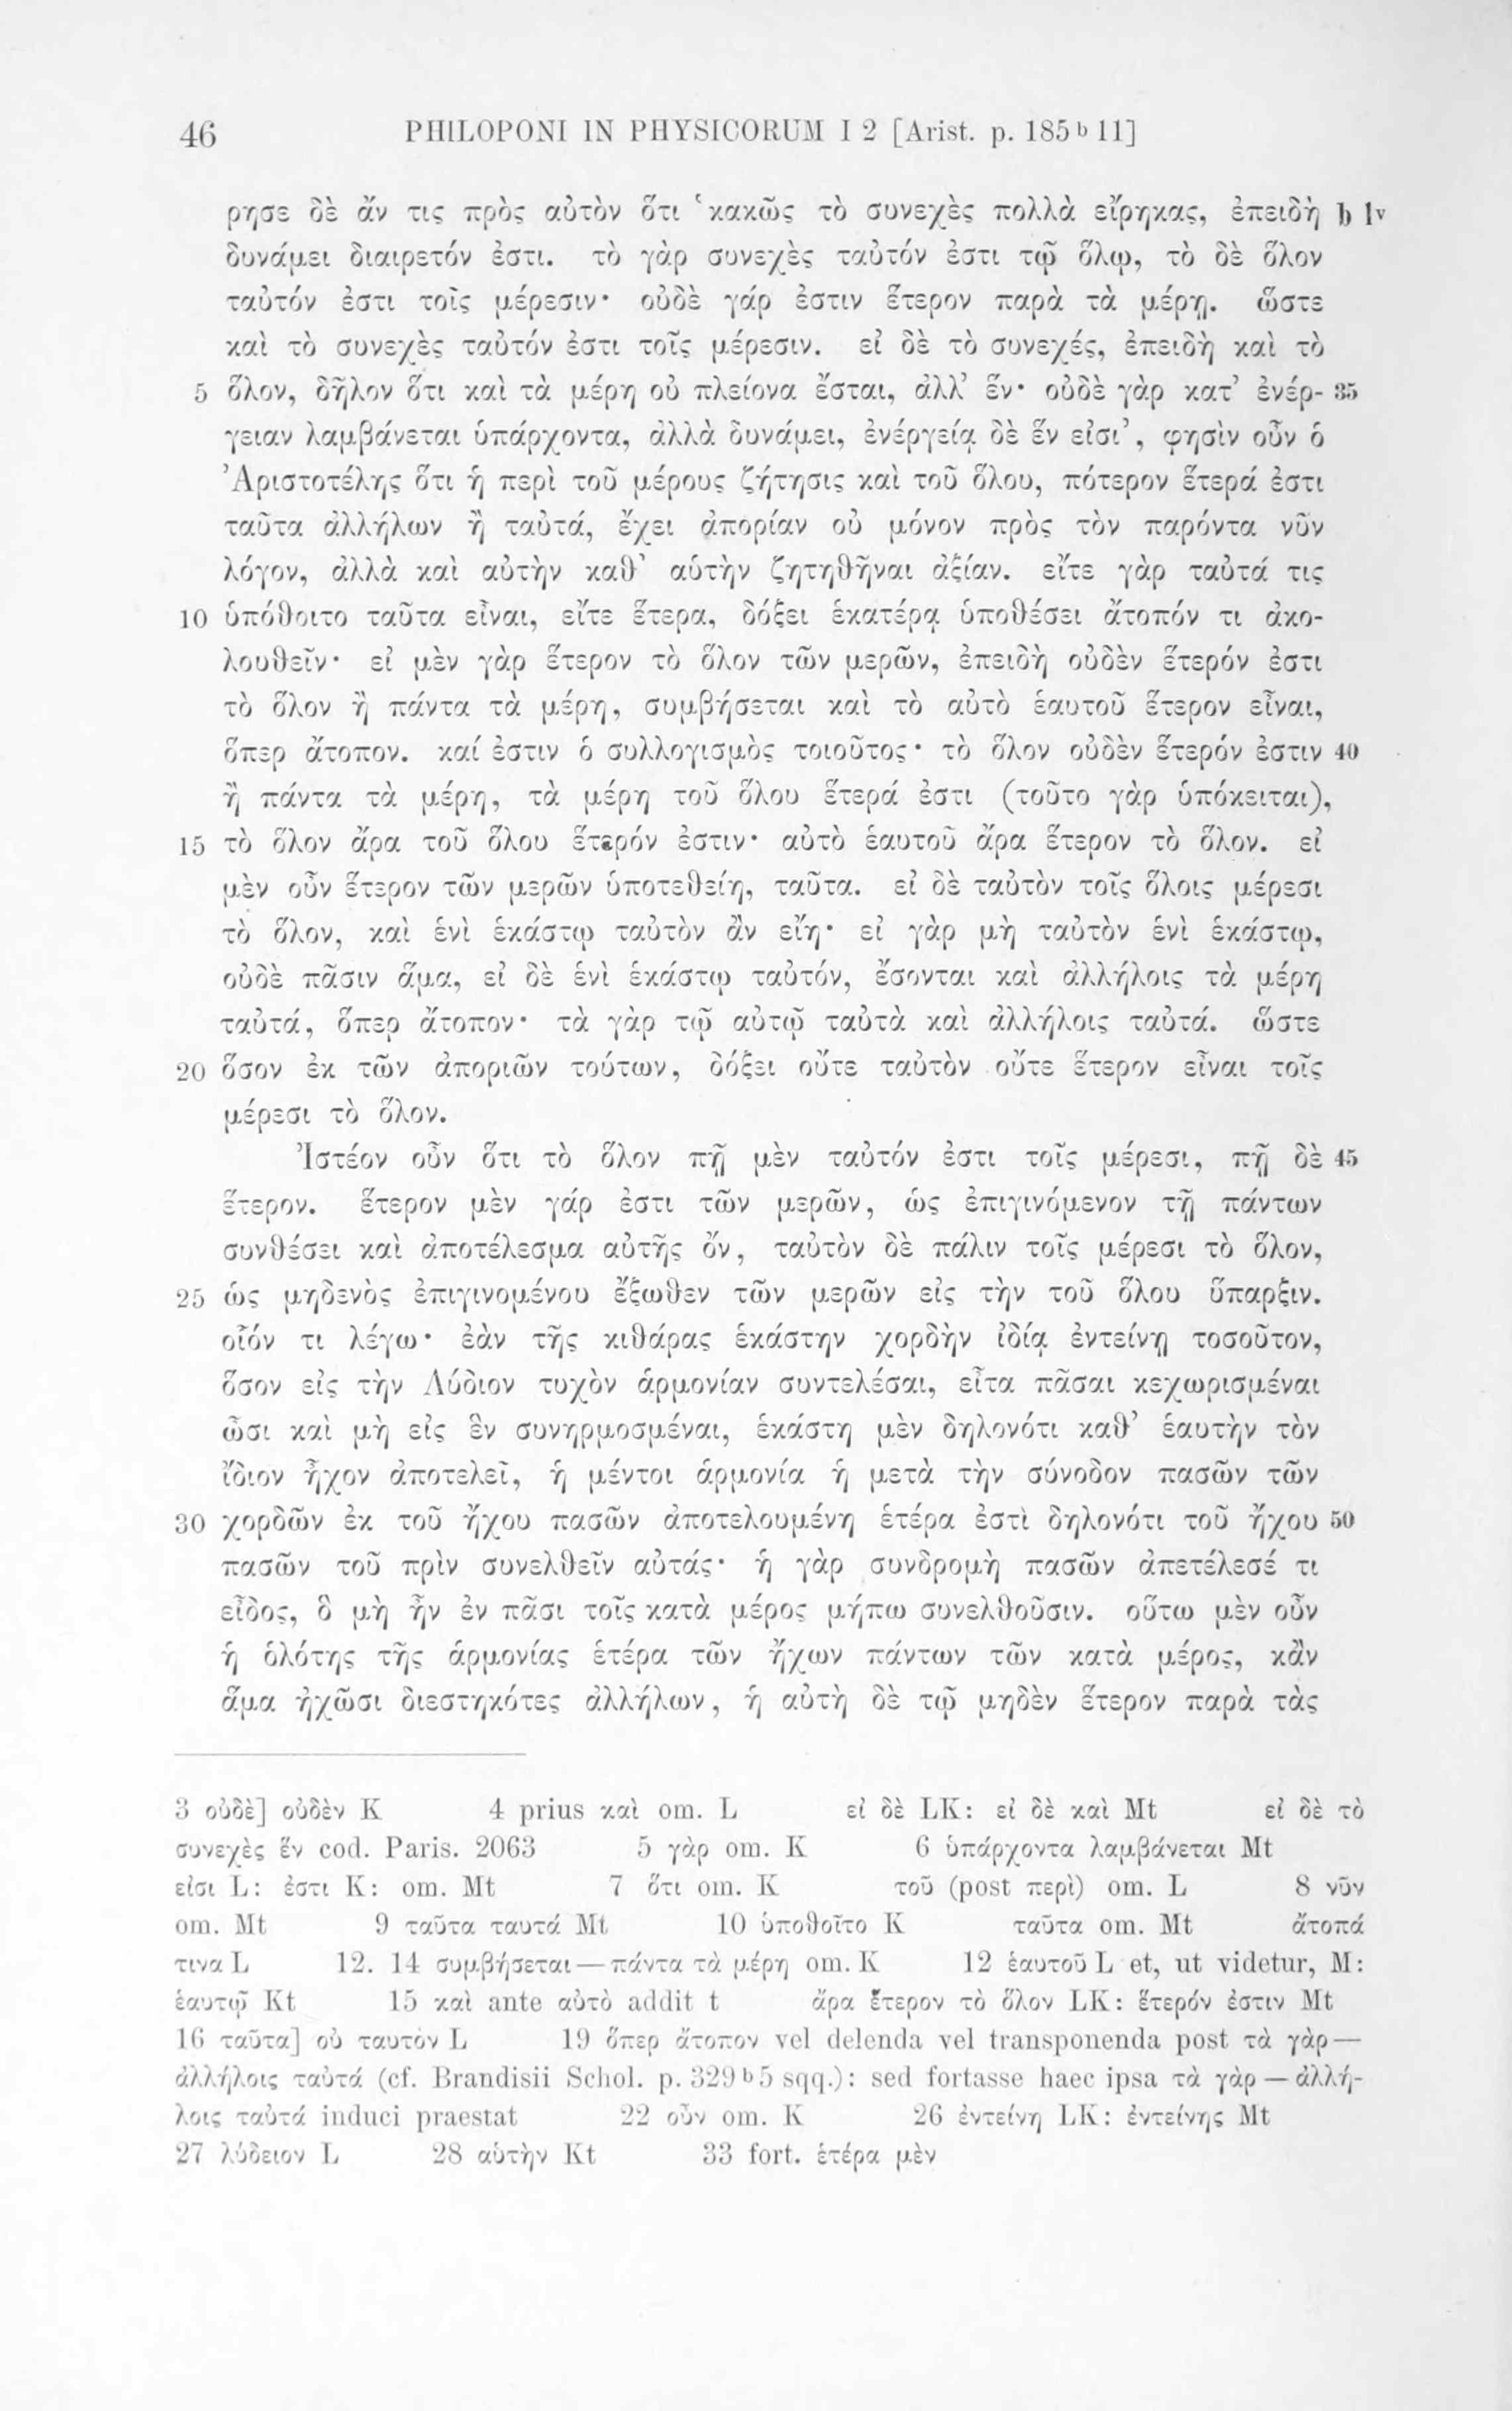 46 PHILOPONI IN PHYSICORUM I 2 [Arist. p. 185 b 11]
ρησε δὲ ἄν τις πρὸς αὐτὸν ὅτι ‘κακῶς τὸ συνεχὲς πολλὰ εἴρηκας, ἐπειδὴ b 1v
δυνάμει διαιρετόν ἐστι. τὸ γὰρ συνεχὲς ταὐτόν ἐστι τῷ ὅλῳ, τὸ δὲ ὅλον
ταὐτόν ἐστι τοῖς μέρεσιν· οὐδὲ γάρ ἐστιν ἕτερον παρὰ τὰ μέρη. ὥστε
καὶ τὸ συνεχὲς ταὐτόν ἐστι τοῖς μέρεσιν. εἰ δὲ τὸ συνεχές, ἐπειδὴ καὶ τὸ
5 ὅλον, δῆλον ὅτι καὶ τὰ μέρη οὐ πλείονα ἔσται, ἀλλ’ ἕν· οὐδὲ γὰρ κατ’ ἐνέρ- 35
γειαν λαμβάνεται ὑπάρχοντα, ἀλλὰ δυνάμει, ἐνέργείᾳ δὲ ἕν εἰσι’, φησὶν οὖν ὁ
Ἀριστοτέλης ὅτι ἡ περὶ τοῦ μέρους ζήτησις καὶ τοῦ ὅλου, πότερον ἕτερά ἐστι
ταῦτα ἀλλήλων ἢ ταὐτά, ἔχει ἀπορίαν οὐ μόνον πρὸς τὸν παρόντα νῦν
λόγον, ἀλλὰ καὶ αὐτὴν καθ’ αὑτὴν ζητηθῆναι ἀξίαν. εἴτε γὰρ ταὐτά τις
10 ὑπόθοιτο ταῦτα εἶναι, εἴτε ἕτερα, δόξει ἑκατέρᾳ ὑποθέσει ἄτοπόν τι ἀκο-
λουθεῖν· εἰ μὲν γὰρ ἕτερον τὸ ὅλον τῶν μερῶν, ἐπειδὴ οὐδὲν ἕτερόν ἐστι
τὸ ὅλον ἢ πάντα τὰ μέρη, συμβήσεται καὶ τὸ αὐτὸ ἑαυτοῦ ἕτερον εἶναι,
ὅπερ ἄτοπον. καί ἐστιν ὁ συλλογισμὸς τοιοῦτος· τὸ ὅλον οὐδὲν ἕτερόν ἐστιν 40
ἢ πάντα τὰ μέρη, τὰ μέρη τοῦ ὅλου ἕτερά ἐστι (τοῦτο γὰρ ὑπόκειται),
15 τὸ ὅλον ἄρα τοῦ ὅλου ἕτερόν ἐστιν· αὐτὸ ἑαυτοῦ ἄρα ἕτερον τὸ ὅλον. εἰ
μὲν οὖν ἕτερον τῶν μερῶν ὑποτεθείη, ταῦτα. εἰ δὲ ταὐτὸν τοῖς ὅλοις μέρεσι
τὸ ὅλον, καὶ ἑνὶ ἑκάστῳ ταὐτὸν ἂν εἴη· εἰ γὰρ μὴ ταὐτὸν ἑνὶ ἑκάστῳ,
οὐδὲ πᾶσιν ἅμα, εἰ δὲ ἑνὶ ἑκάστῳ ταὐτόν, ἔσονται καὶ ἀλλήλοις τὰ μέρη
ταὐτά, ὅπερ ἄτοπον· τὰ γὰρ τῷ αὐτῷ ταὐτὰ καὶ ἀλλήλοις ταὐτά. ὥστε
20 ὅσον ἐκ τῶν ἀποριῶν τούτων, δόξει οὔτε ταὐτὸν οὔτε ἕτερον εἶναι τοῖς
μέρεσι τὸ ὅλον.
Ἰστέον οὖν ὅτι τὸ ὅλον πῇ μὲν ταὐτόν ἐστι τοῖς μέρεσι, πῇ δὲ 45
ἕτερον. ἕτερον μὲν γάρ ἐστι τῶν μερῶν, ὡς ἐπιγινόμενον τῇ πάντων
συνθέσει καὶ ἀποτέλεσμα αὐτῆς ὄν, ταὐτὸν δὲ πάλιν τοῖς μέρεσι τὸ ὅλον,
25 ὡς μηδενὸς ἐπιγινομένου ἔξωθεν τῶν μερῶν εἰς τὴν τοῦ ὅλου ὕπαρξιν.
οἷόν τι λέγω· ἐὰν τῆς κιθάρας ἑκάστην χορδὴν ἰδίᾳ ἐντείνῃ τοσοῦτον,
ὅσον εἰς τὴν Λύδιον τυχὸν ἁρμονίαν συντελέσαι, εἶτα πᾶσαι κεχωρισμέναι
ὦσι καὶ μὴ εἰς ἓν συνηρμοσμέναι, ἑκάστη μὲν δηλονότι καθ’ ἑαυτὴν τὸν
ἴδιον ἦχον ἀποτελεῖ, ἡ μέντοι ἁρμονία ἡ μετὰ τὴν σύνοδον πασῶν τῶν
30 χορδῶν ἐκ τοῦ ἤχου πασῶν ἀποτελουμένη ἑτέρα ἐστὶ δηλονότι τοῦ ἤχου 50
πασῶν τοῦ πρὶν συνελθεῖν αὐτάς· ἡ γὰρ συνδρομὴ πασῶν ἀπετέλεσέ τι
εἶδος, ὃ μὴ ἦν ἐν πᾶσι τοῖς κατὰ μέρος μήπω συνελθοῦσιν. οὕτω μὲν οὖν
ἡ ὁλότης τῆς ἁρμονίας ἑτέρα τῶν ἤχων πάντων τῶν κατὰ μέρος, κἂν
ἅμα ἠχῶσι διεστηκότες ἀλλήλων, ἡ αὐτὴ δὲ τῷ μηδὲν ἕτερον παρὰ τὰς
3 οὐδὲ] οὐδὲν K 4 prius καὶ om. L εἰ δὲ LK: εἰ δὲ καὶ Mt εἰ δὲ τὸ
συνεχὲς ἓν cod. Paris. 2063 5 γὰρ om. K 6 ὑπάρχοντα λαμβάνεται Mt
εἰσι L: ἐστι K: om. Mt 7 ὅτι om. K τοῦ (post περὶ) om. L 8 νῦν
om. Mt 9 ταῦτα ταυτά Mt 10 ὑποθοῖτο K ταῦτα om. Mt ἄτοπά
τινα L 12. 14 συμβήσεται—πάντα τὰ μέρη om. K 12 ἑαυτοῦ L et, ut videtur, M:
ἑαυτῷ Kt 15 καὶ ante αὐτὸ addit t ἄρα ἕτερον τὸ ὅλον LK: ἕτερόν ἐστιν Mt
16 ταῦτα] οὐ ταυτὸν L 19 ὅπερ ἄτοπον vel delenda vel transponenda post τὰ γὰρ—
ἀλλήλοις ταὐτά (cf. Brandisii Schol. p. 329 b 5 sqq.): sed fortasse haec ipsa τὰ γὰρ — ἀλλή-
λοις ταὐτά induci praestat 22 οὖν om. K 26 ἐντείνῃ LK: ἐντείνῃς Mt
27 λύδειον L 28 αὑτὴν Kt 33 fort. ἑτέρα μὲν